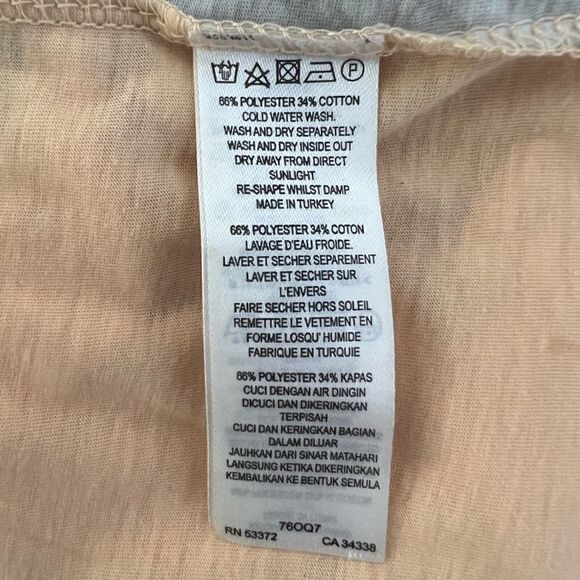 66% POLYESTER 34% COTTON
COLD WATER WASH.
WASH AND DRY SEPARATELY
WASH AND DRY INSIDE OUT
DRY AWAY FROM DIRECT
SUNLIGHT
RE-SHAPE WHILST DAMP
MADE IN TURKEY
66% POLYESTER 34% COTON
LAVAGE D'EAU FROIDE.
LAVER ET SECHER SEPAREMENT
LAVER ET SECHER SUR
L'ENVERS
FAIRE SECHER HORS SOLEIL
REMETTRE LE VETEMENT EN
FORME LOSQU' HUMIDE
FABRIQUE EN TURQUIE
66% POLYESTER 34% KAPAS
CUCI DENGAN AIR DINGIN
DICUCI DAN DIKERINGKAN
TERPISAH
CUCI DAN KERINGKAN BAGIAN
DALAM DILUAR
JAUHKAN DARI SINAR MATAHARI
LANGSUNG KETIKA DIKERINGKAN
KEMBALIKAN KE BENTUK SEMULA
76OQ7
RN 53372 CA 34338